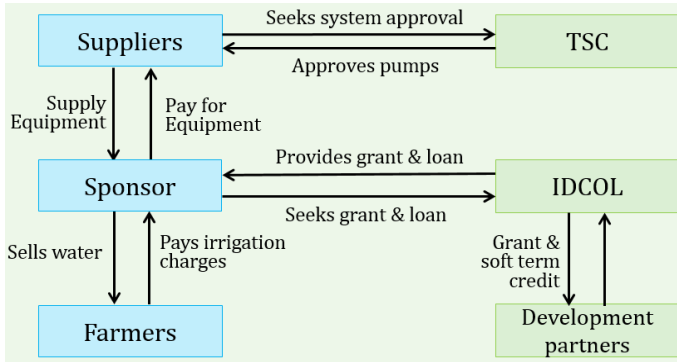 Suppliers
Seeks system approval
TSC
Approves pumps
Supply
Equipment
Pay for
Equipment
Sponsor
Provides grant & loan
IDCOL
Seeks grant & loan
Sells water
Pays irrigation
charges
Grant &
soft term
credit
Farmers
Development
partners